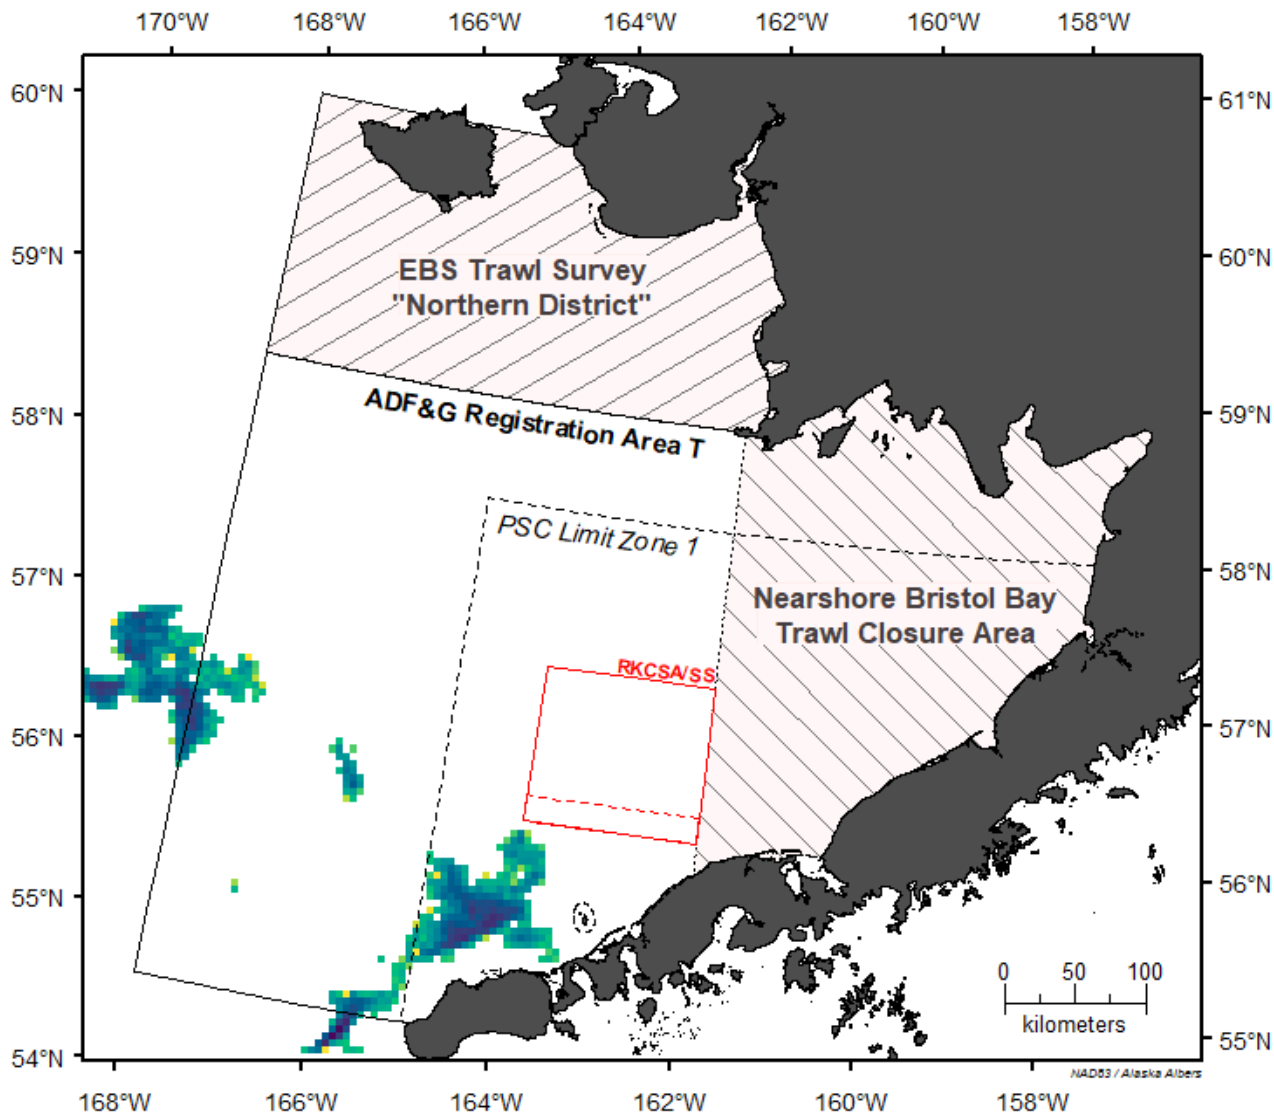 170°W 168°W 166°W 164°W 162°W 160°W 158°W
60°N
61°N
EBS Trawl Survey
"Northern District"
59°N
60°N
ADF&G Registration Area T
58°N
59°N
PSC Limit Zone 1
57°N
58°N
Nearshore Bristol Bay
Trawl Closure Area
RKCSA/SS
56°N
57°N
55°N
56°N
0 50 100
kilometers
54°N
55°N
NAD83 / Alaska Albers
168°W 166°W 164°W 162°W 160°W 158°W